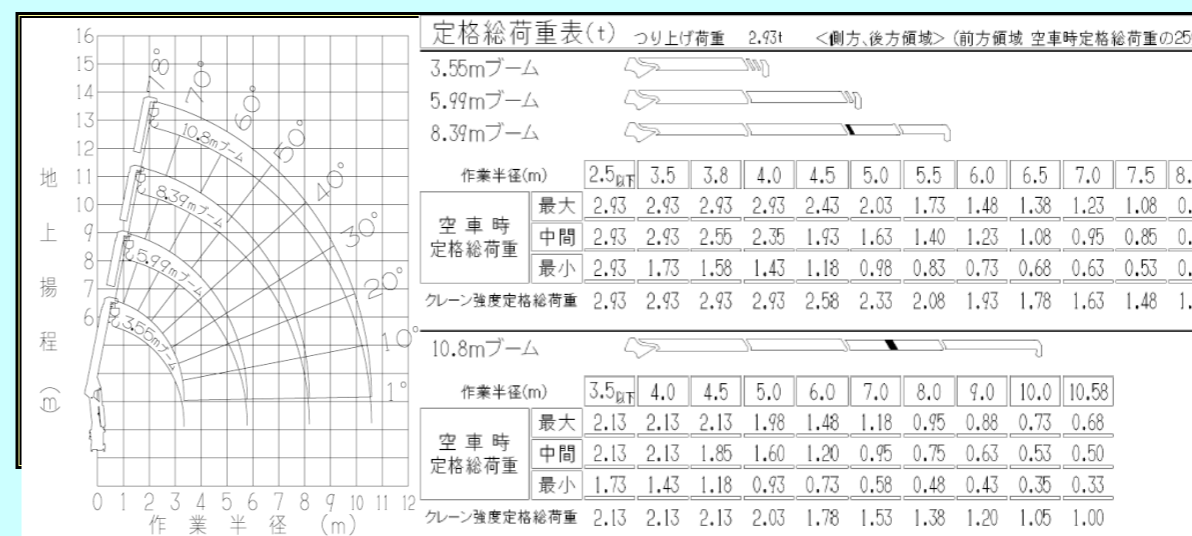 定格総荷重表(t) つり上げ荷重 2.93t <側方、後方領域> (前方領域 空車時定格総荷重の25
3.55mブーム
5.99mブーム
8.39mブーム
作業半径(m) 2.5以下 3.5 3.8 4.0 4.5 5.0 5.5 6.0 6.5 7.0 7.5 8.
空車時定格総荷重
最大 2.93 2.93 2.93 2.93 2.43 2.03 1.73 1.48 1.38 1.23 1.08 0.
中間 2.93 2.93 2.55 2.35 1.93 1.63 1.40 1.23 1.08 0.95 0.85 0.
最小 2.93 1.73 1.58 1.43 1.18 0.98 0.83 0.73 0.68 0.63 0.53 0.
クレーン強度定格総荷重 2.93 2.93 2.93 2.93 2.58 2.33 2.08 1.93 1.78 1.63 1.48 1.
10.8mブーム
作業半径(m) 3.5以下 4.0 4.5 5.0 6.0 7.0 8.0 9.0 10.0 10.58
空車時定格総荷重
最大 2.13 2.13 2.13 1.98 1.48 1.18 0.95 0.88 0.73 0.68
中間 2.13 2.13 1.85 1.60 1.20 0.95 0.75 0.63 0.53 0.50
最小 1.73 1.43 1.18 0.93 0.73 0.58 0.48 0.43 0.35 0.33
クレーン強度定格総荷重 2.13 2.13 2.13 2.03 1.78 1.53 1.38 1.20 1.05 1.00
地上揚程(m)
16
15
14
13
12
11
10
9
8
7
6
78°
70°
60°
50°
40°
30°
20°
10°
1°
10.8mブーム
8.39mブーム
5.99mブーム
3.55mブーム
0 1 2 3 4 5 6 7 8 9 10 11 12
作業半径(m)